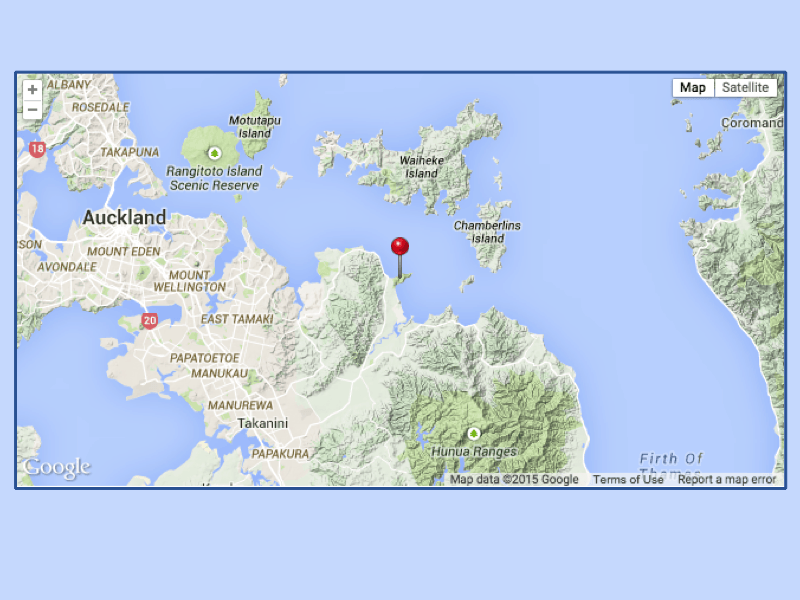 +
−
ALBANY
ROSEDALE
18
TAKAPUNA
Motutapu
Island
Rangitoto Island
Scenic Reserve
Waiheke
Island
Map
Satellite
Coromand
Auckland
SON
MOUNT EDEN
AVONDALE
MOUNT
WELLINGTON
Chamberlins
Island
20
EAST TAMAKI
PAPATOETOE
MANUKAU
MANUREWA
Takanini
PAPAKURA
Hunua Ranges
Firth Of
Thames
Google
Map data ©2015 Google
Terms of Use
Report a map error